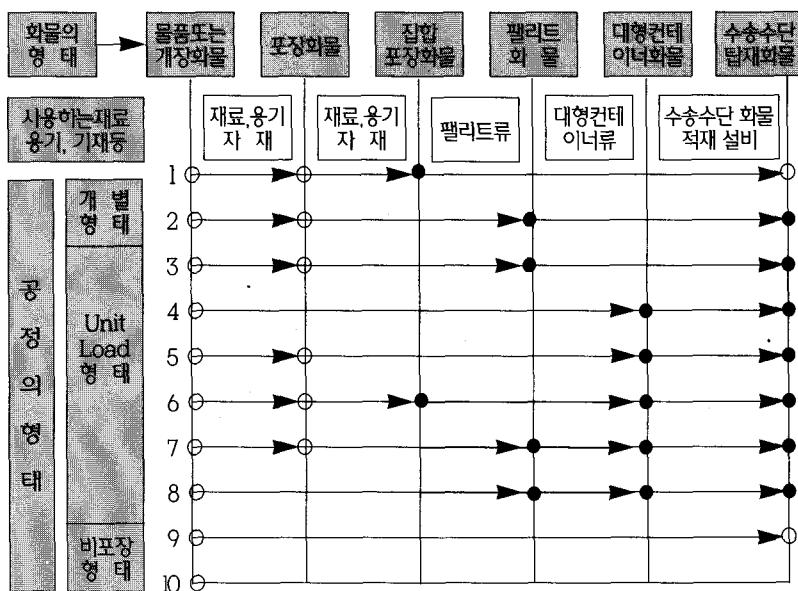 화물의
형 태
물품또는
개장화물
포장화물
집합
포장화물
팰리트
화 물
대형컨테
이너화물
수송수단
탑재화물
사용하는재료
용기, 기재등
재료,용기
자 재
재료,용기
자 재
팰리트류
대형컨테
이너류
수송수단 화물
적재 설비
공정의형태
개 별
형 태
Unit
Load
형 태
비포장
형 태
1
2
3
4
5
6
7
8
9
10